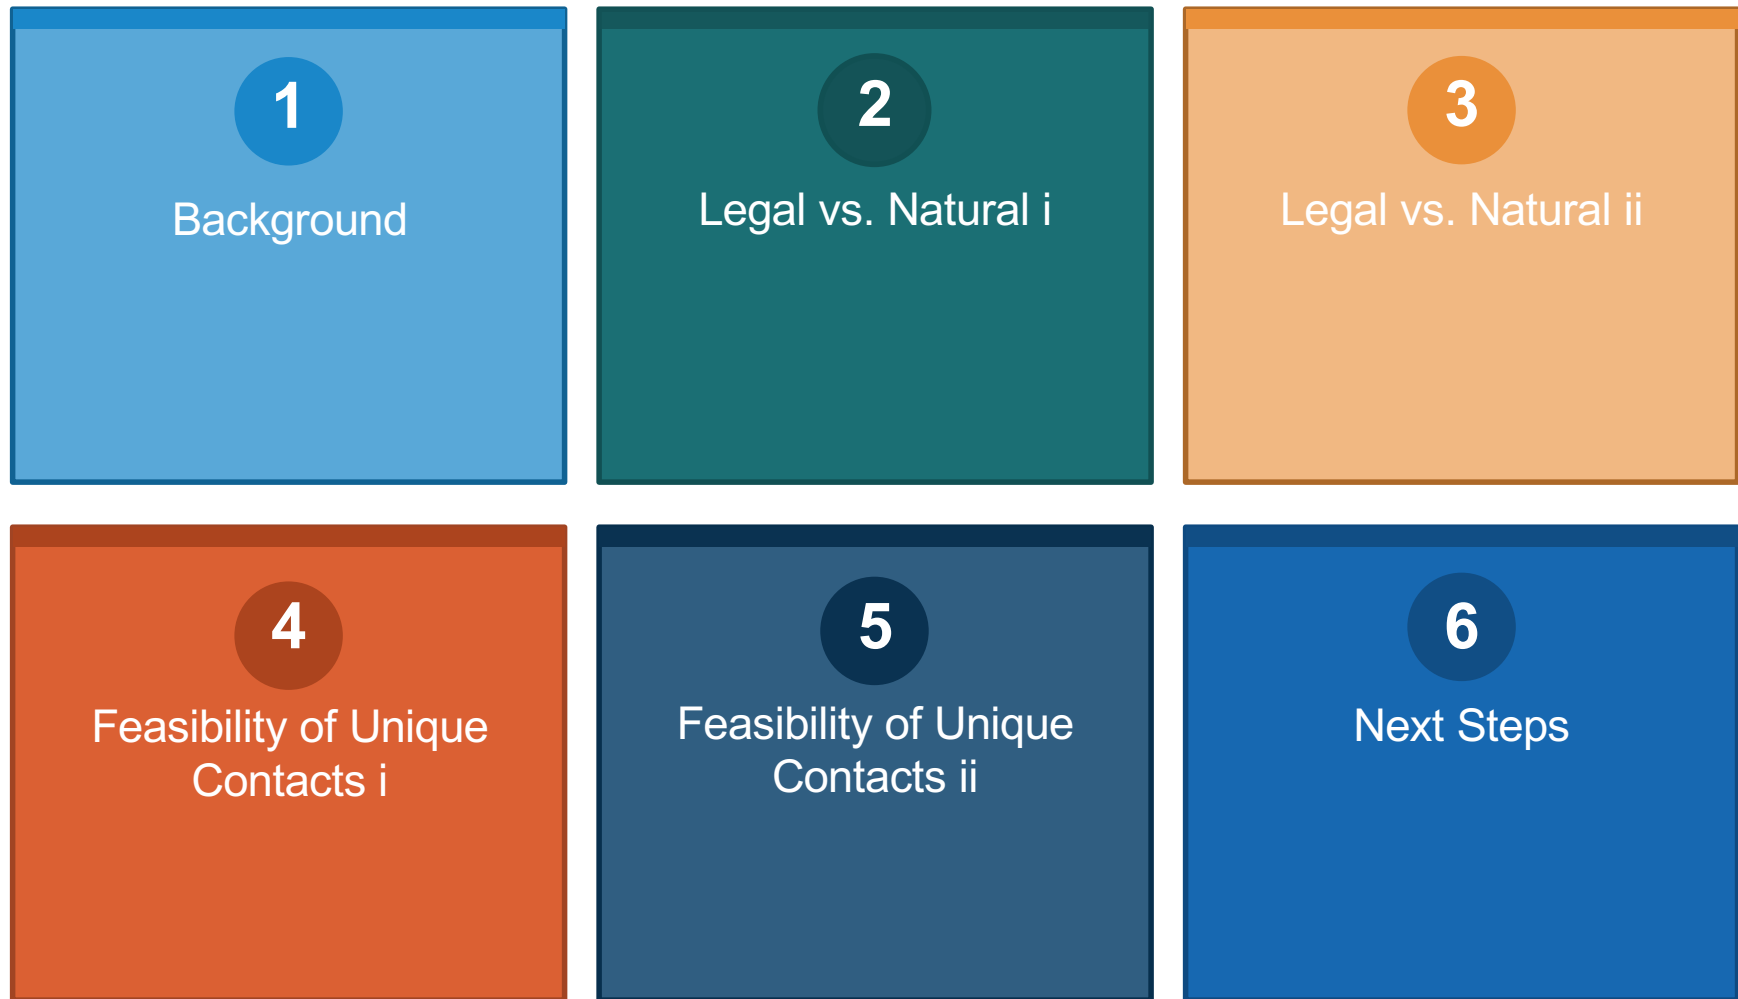 1
Background
2
Legal vs. Natural i
3
Legal vs. Natural ii
4
Feasibility of Unique
Contacts i
5
Feasibility of Unique
Contacts ii
6
Next Steps